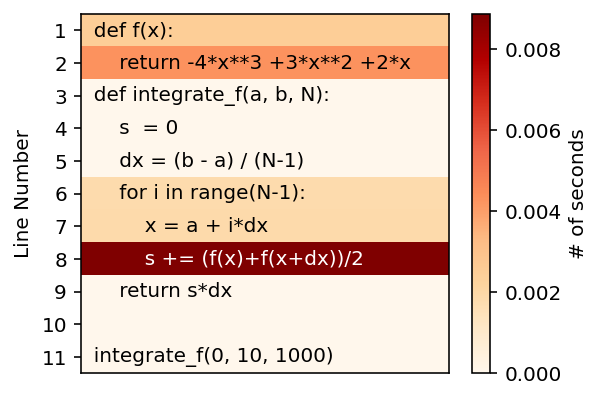 Line Number
1 def f(x):
2 return -4*x**3 +3*x**2 +2*x
3 def integrate_f(a, b, N):
4 s  = 0
5 dx = (b - a) / (N-1)
6 for i in range(N-1):
7 x = a + i*dx
8 s += (f(x)+f(x+dx))/2
9 return s*dx
10
11 integrate_f(0, 10, 1000)
0.008
0.006
0.004
0.002
0.000
# of seconds